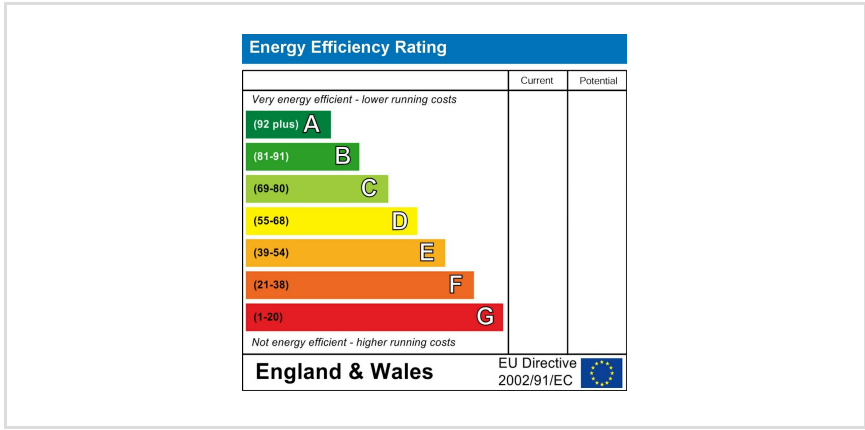 Energy Efficiency Rating
Current Potential
Very energy efficient - lower running costs
(92 plus) A
(81-91) B
(69-80) C
(55-68) D
(39-54) E
(21-38) F
(1-20) G
Not energy efficient - higher running costs
England & Wales
EU Directive
2002/91/EC